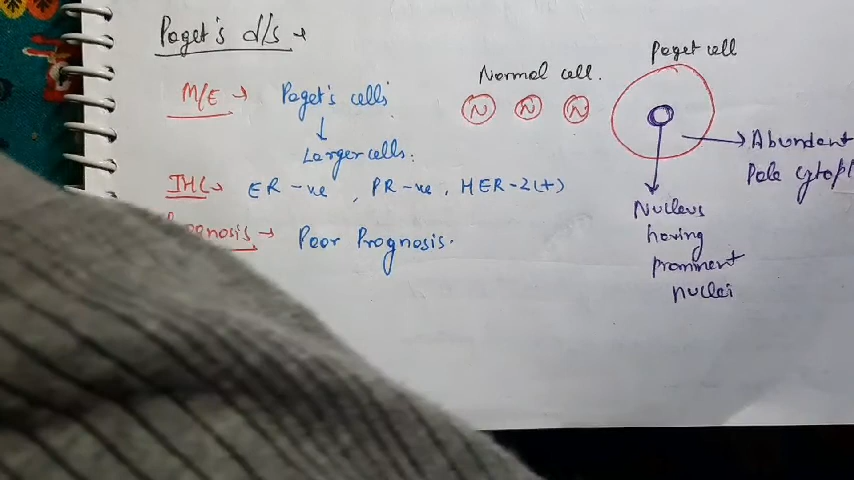 Paget's d/s →
Paget cell
Normal cell.
M/E → Paget's cells
N N N
Larger cells.
→ Abundant
Pale cytopl
IHC → ER -ve, PR -ve, HER-2(+)
Nucleus
having
prominent
nuclei
Prognosis → Poor Prognosis.